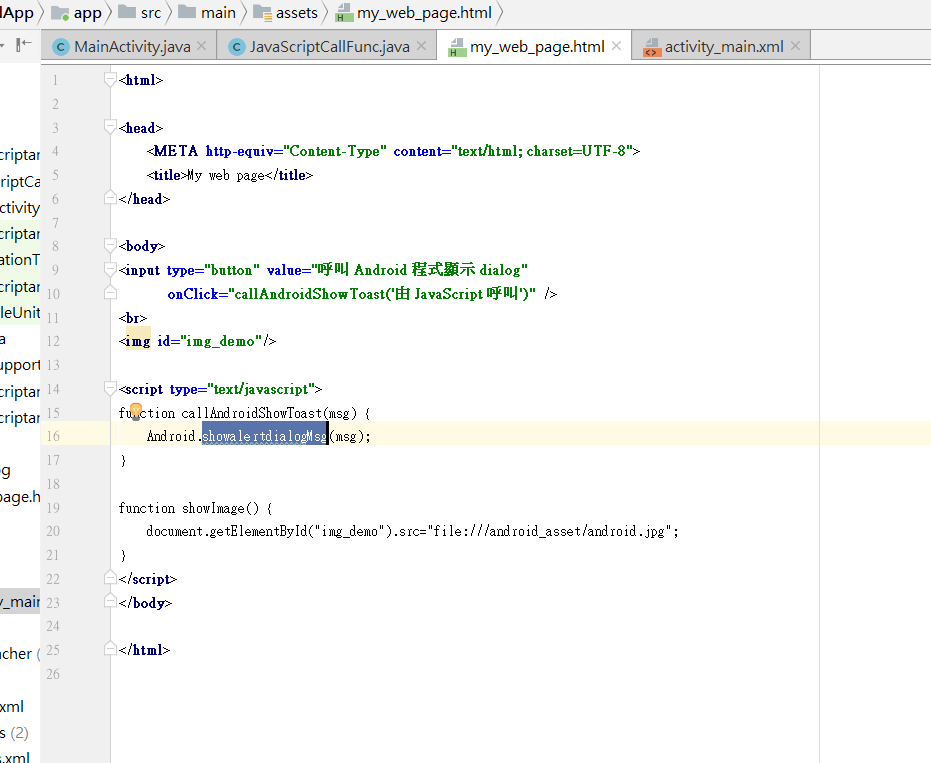 lApp app src main assets my_web_page.html
MainActivity.java JavaScriptCallFunc.java my_web_page.html activity_main.xml
1 <html>
2
3 <head>
4 <META http-equiv="Content-Type" content="text/html; charset=UTF-8">
5 <title>My web page</title>
6 </head>
7
8 <body>
9 <input type="button" value="呼叫 Android 程式顯示 dialog"
10 onClick="callAndroidShowToast('由 JavaScript 呼叫')" />
11 <br>
12 <img id="img_demo"/>
13
14 <script type="text/javascript">
15 function callAndroidShowToast(msg) {
16 Android.showalertdialogMsg(msg);
17 }
18
19 function showImage() {
20 document.getElementById("img_demo").src="file:///android_asset/android.jpg";
21 }
22 </script>
23 </body>
24
25 </html>
26
criptar
riptCa
ctivity
criptar
ationT
criptar
leUnit
a
upport
criptar
criptar
og
page.h
y_main
cher (
xml
s (2)
s.xml